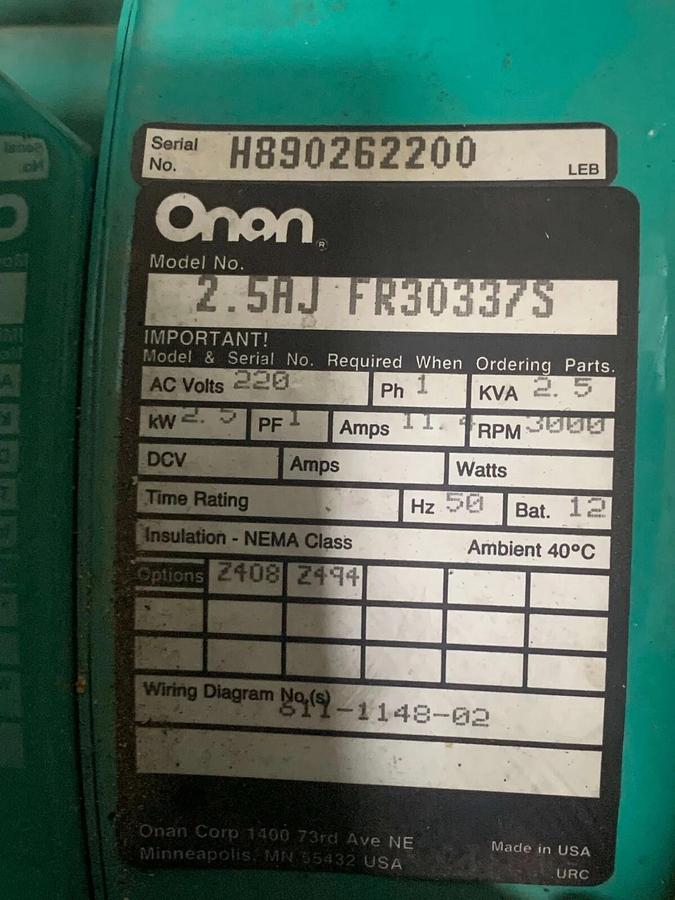 Serial No. H890262200 LEB
Onan®
Model No.
2.5AJ FR30337S
IMPORTANT!
Model & Serial No. Required When Ordering Parts.
AC Volts 220 Ph 1 KVA 2.5
kW 2.5 PF 1 Amps 11.4 RPM 3000
DCV Amps Watts
Time Rating Hz 50 Bat. 12
Insulation - NEMA Class Ambient 40°C
Options Z408 Z494
Wiring Diagram No.(s)
611-1148-02
Onan Corp 1400 73rd Ave NE Made in USA
Minneapolis, MN 55432 USA URC